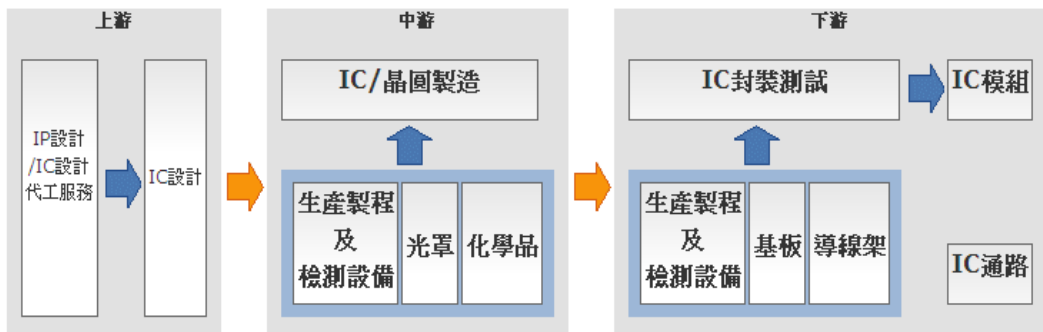 上游
IP設計
/IC設計
代工服務
IC設計
中游
IC/晶圓製造
生產製程
及
檢測設備
光罩
化學品
下游
IC封裝測試
IC模組
生產製程
及
檢測設備
基板
導線架
IC通路